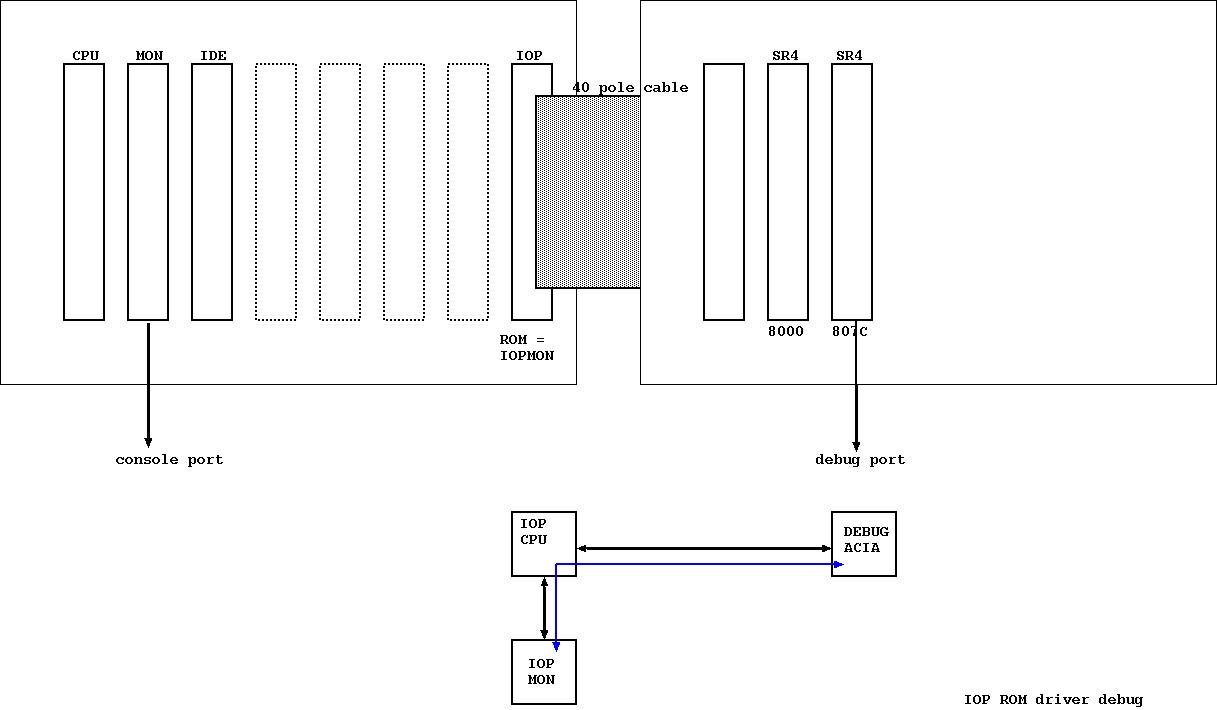 CPU
MON
IDE
IOP
SR4
SR4
40 pole cable
8000
807C
ROM =
IOPMON
console port
debug port
IOP
CPU
DEBUG
ACIA
IOP
MON
IOP ROM driver debug